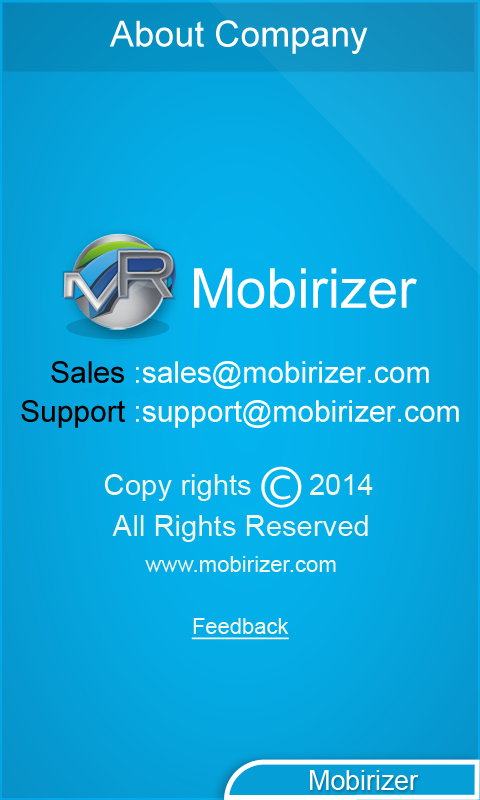 About Company
MR Mobirizer
Sales :sales@mobirizer.com
Support :support@mobirizer.com
Copy rights © 2014
All Rights Reserved
www.mobirizer.com
Feedback
Mobirizer